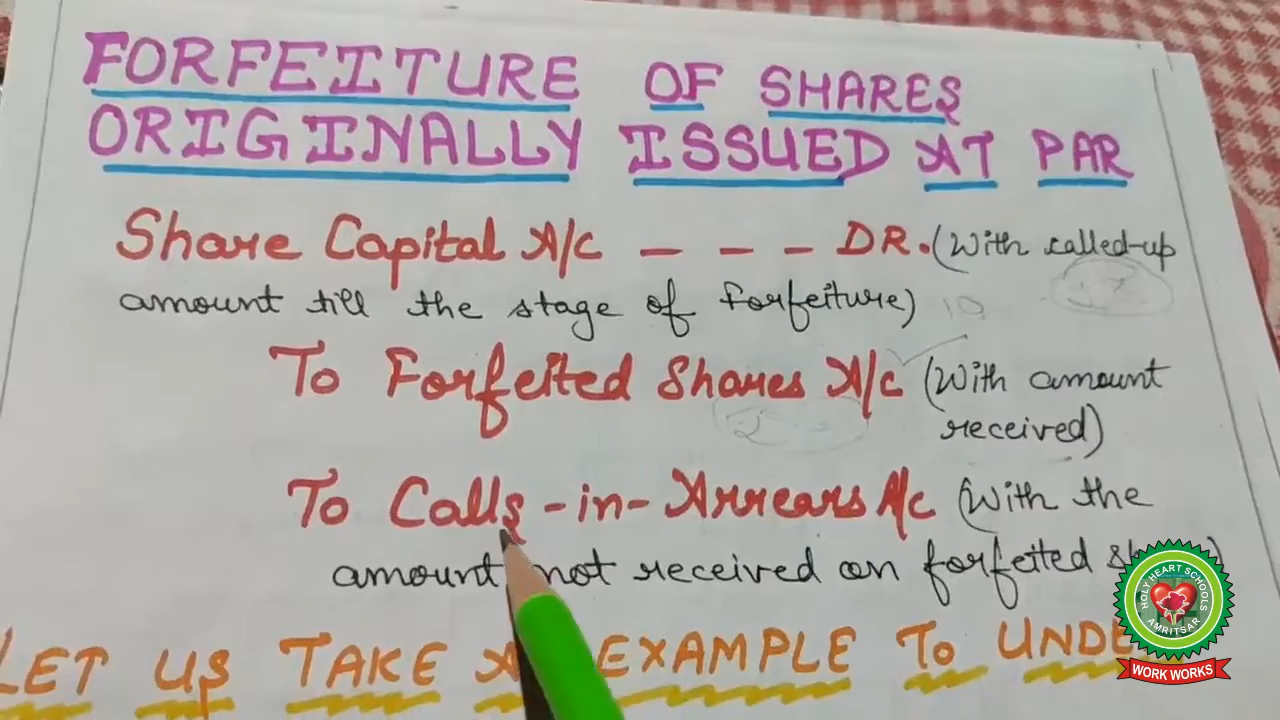 FORFEITURE OF SHARES
ORIGINALLY ISSUED AT PAR
Share Capital A/c - - - DR. (With called-up
amount till the stage of forfeiture)
To Forfeited Shares A/c (With amount
received)
To Calls-in-Arrears A/c (With the
amount not received on forfeited
LET US TAKE EXAMPLE TO
HOLY HEART SCHOOLS
AMRITSAR
WORK WORKS